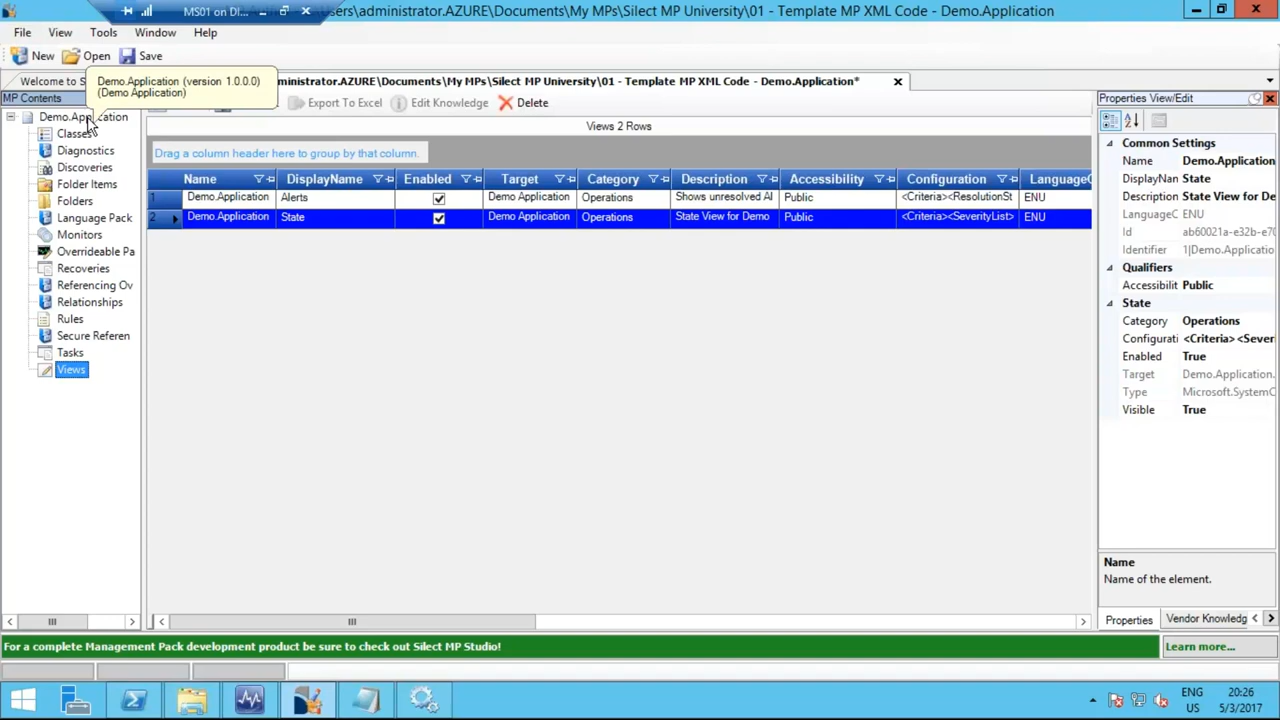 MS01 on DI...
Users\administrator.AZURE\Documents\My MPs\Silect MP University\01 - Template MP XML Code - Demo.Application
File View Tools Window Help
New Open Save
Welcome to S
ministrator.AZURE\Documents\My MPs\Silect MP University\01 - Template MP XML Code - Demo.Application*
Demo.Application (version 1.0.0.0)
(Demo Application)
MP Contents
Export To Excel Edit Knowledge Delete
Properties View/Edit
Demo.Application
Classes
Diagnostics
Discoveries
Folder Items
Folders
Language Pack
Monitors
Overrideable Pa
Recoveries
Referencing Ov
Relationships
Rules
Secure Referen
Tasks
Views
Views 2 Rows
Drag a column header here to group by that column.
Name DisplayName Enabled Target Category Description Accessibility Configuration LanguageC
1 Demo.Application Alerts Demo Application Operations Shows unresolved Al Public <Criteria><ResolutionSt ENU
2 Demo.Application State Demo Application Operations State View for Demo Public <Criteria><SeverityList> ENU
Common Settings
Name Demo.Application
DisplayNan State
Description State View for De
LanguageC ENU
Id ab60021a-e32b-e70
Identifier 1|Demo.Applicatio
Qualifiers
Accessibilit Public
State
Category Operations
Configurati <Criteria><Sever
Enabled True
Target Demo.Application.
Type Microsoft.SystemC
Visible True
Name
Name of the element.
Properties Vendor Knowledg
For a complete Management Pack development product be sure to check out Silect MP Studio!
Learn more...
ENG
US
20:26
5/3/2017